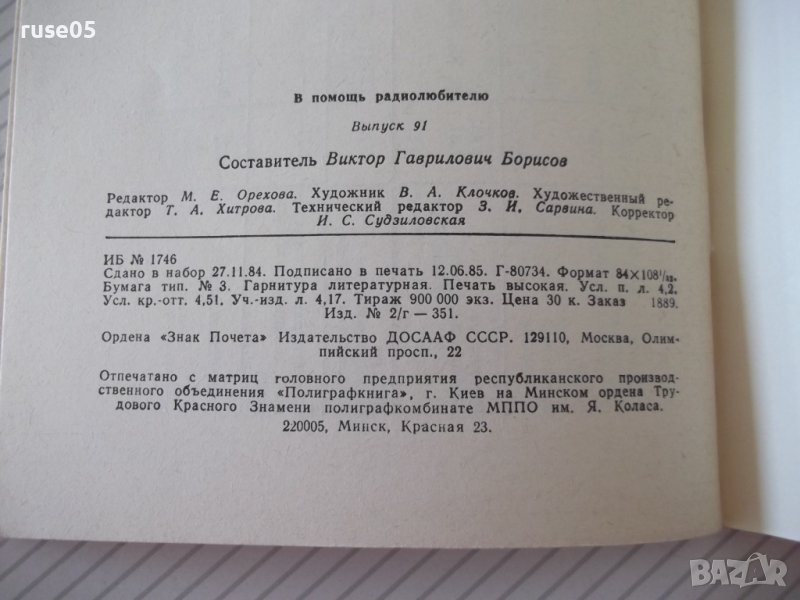 ruse05
В помощь радиолюбителю
Выпуск 91
Составитель Виктор Гаврилович Борисов
Редактор М. Е. Орехова. Художник В. А. Клочков. Художественный ре-
дактор Т. А. Хитрова. Технический редактор З. И. Сарвина. Корректор
И. С. Судзиловская
ИБ № 1746
Сдано в набор 27.11.84. Подписано в печать 12.06.85. Г-80734. Формат 84×108¹/₃₂.
Бумага тип. № 3. Гарнитура литературная. Печать высокая. Усл. п. л. 4,2.
Усл. кр.-отт. 4,51. Уч.-изд. л. 4,17. Тираж 900 000 экз. Цена 30 к. Заказ 1889.
Изд. № 2/г — 351.
Ордена «Знак Почета» Издательство ДОСААФ СССР. 129110, Москва, Олим-
пийский просп., 22
Отпечатано с матриц головного предприятия республиканского производ-
ственного объединения «Полиграфкнига», г. Киев на Минском ордена Тру-
дового Красного Знамени полиграфкомбинате МППО им. Я. Коласа.
220005, Минск, Красная 23.
BAZAR
bg